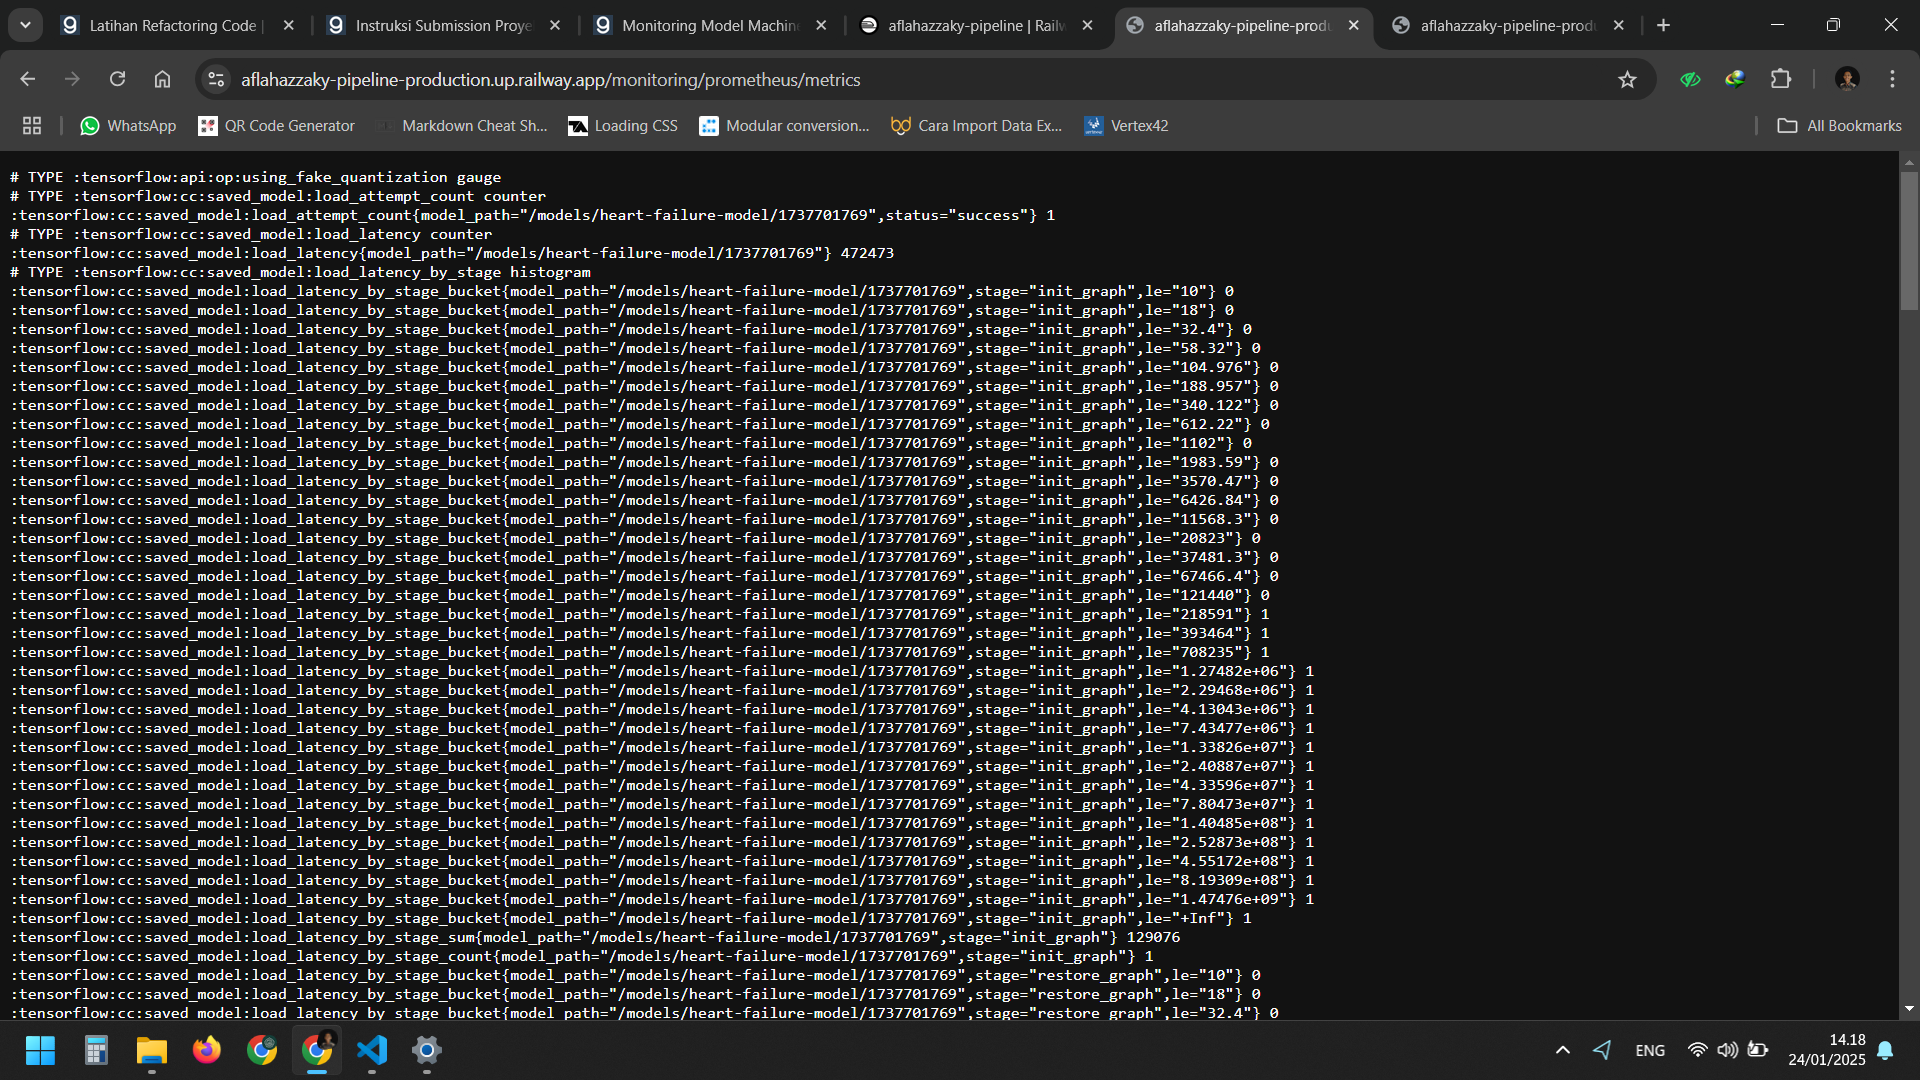 Latihan Refactoring Code |
Instruksi Submission Proye
Monitoring Model Machine
aflahazzaky-pipeline | Railw
aflahazzaky-pipeline-produ
aflahazzaky-pipeline-produ
aflahazzaky-pipeline-production.up.railway.app/monitoring/prometheus/metrics
WhatsApp
QR Code Generator
Markdown Cheat Sh...
Loading CSS
Modular conversion...
Cara Import Data Ex...
Vertex42
All Bookmarks
# TYPE :tensorflow:api:op:using_fake_quantization gauge
# TYPE :tensorflow:cc:saved_model:load_attempt_count counter
:tensorflow:cc:saved_model:load_attempt_count{model_path="/models/heart-failure-model/1737701769",status="success"} 1
# TYPE :tensorflow:cc:saved_model:load_latency counter
:tensorflow:cc:saved_model:load_latency{model_path="/models/heart-failure-model/1737701769"} 472473
# TYPE :tensorflow:cc:saved_model:load_latency_by_stage histogram
:tensorflow:cc:saved_model:load_latency_by_stage_bucket{model_path="/models/heart-failure-model/1737701769",stage="init_graph",le="10"} 0
:tensorflow:cc:saved_model:load_latency_by_stage_bucket{model_path="/models/heart-failure-model/1737701769",stage="init_graph",le="18"} 0
:tensorflow:cc:saved_model:load_latency_by_stage_bucket{model_path="/models/heart-failure-model/1737701769",stage="init_graph",le="32.4"} 0
:tensorflow:cc:saved_model:load_latency_by_stage_bucket{model_path="/models/heart-failure-model/1737701769",stage="init_graph",le="58.32"} 0
:tensorflow:cc:saved_model:load_latency_by_stage_bucket{model_path="/models/heart-failure-model/1737701769",stage="init_graph",le="104.976"} 0
:tensorflow:cc:saved_model:load_latency_by_stage_bucket{model_path="/models/heart-failure-model/1737701769",stage="init_graph",le="188.957"} 0
:tensorflow:cc:saved_model:load_latency_by_stage_bucket{model_path="/models/heart-failure-model/1737701769",stage="init_graph",le="340.122"} 0
:tensorflow:cc:saved_model:load_latency_by_stage_bucket{model_path="/models/heart-failure-model/1737701769",stage="init_graph",le="612.22"} 0
:tensorflow:cc:saved_model:load_latency_by_stage_bucket{model_path="/models/heart-failure-model/1737701769",stage="init_graph",le="1102"} 0
:tensorflow:cc:saved_model:load_latency_by_stage_bucket{model_path="/models/heart-failure-model/1737701769",stage="init_graph",le="1983.59"} 0
:tensorflow:cc:saved_model:load_latency_by_stage_bucket{model_path="/models/heart-failure-model/1737701769",stage="init_graph",le="3570.47"} 0
:tensorflow:cc:saved_model:load_latency_by_stage_bucket{model_path="/models/heart-failure-model/1737701769",stage="init_graph",le="6426.84"} 0
:tensorflow:cc:saved_model:load_latency_by_stage_bucket{model_path="/models/heart-failure-model/1737701769",stage="init_graph",le="11568.3"} 0
:tensorflow:cc:saved_model:load_latency_by_stage_bucket{model_path="/models/heart-failure-model/1737701769",stage="init_graph",le="20823"} 0
:tensorflow:cc:saved_model:load_latency_by_stage_bucket{model_path="/models/heart-failure-model/1737701769",stage="init_graph",le="37481.3"} 0
:tensorflow:cc:saved_model:load_latency_by_stage_bucket{model_path="/models/heart-failure-model/1737701769",stage="init_graph",le="67466.4"} 0
:tensorflow:cc:saved_model:load_latency_by_stage_bucket{model_path="/models/heart-failure-model/1737701769",stage="init_graph",le="121440"} 0
:tensorflow:cc:saved_model:load_latency_by_stage_bucket{model_path="/models/heart-failure-model/1737701769",stage="init_graph",le="218591"} 1
:tensorflow:cc:saved_model:load_latency_by_stage_bucket{model_path="/models/heart-failure-model/1737701769",stage="init_graph",le="393464"} 1
:tensorflow:cc:saved_model:load_latency_by_stage_bucket{model_path="/models/heart-failure-model/1737701769",stage="init_graph",le="708235"} 1
:tensorflow:cc:saved_model:load_latency_by_stage_bucket{model_path="/models/heart-failure-model/1737701769",stage="init_graph",le="1.27482e+06"} 1
:tensorflow:cc:saved_model:load_latency_by_stage_bucket{model_path="/models/heart-failure-model/1737701769",stage="init_graph",le="2.29468e+06"} 1
:tensorflow:cc:saved_model:load_latency_by_stage_bucket{model_path="/models/heart-failure-model/1737701769",stage="init_graph",le="4.13043e+06"} 1
:tensorflow:cc:saved_model:load_latency_by_stage_bucket{model_path="/models/heart-failure-model/1737701769",stage="init_graph",le="7.43477e+06"} 1
:tensorflow:cc:saved_model:load_latency_by_stage_bucket{model_path="/models/heart-failure-model/1737701769",stage="init_graph",le="1.33826e+07"} 1
:tensorflow:cc:saved_model:load_latency_by_stage_bucket{model_path="/models/heart-failure-model/1737701769",stage="init_graph",le="2.40887e+07"} 1
:tensorflow:cc:saved_model:load_latency_by_stage_bucket{model_path="/models/heart-failure-model/1737701769",stage="init_graph",le="4.33596e+07"} 1
:tensorflow:cc:saved_model:load_latency_by_stage_bucket{model_path="/models/heart-failure-model/1737701769",stage="init_graph",le="7.80473e+07"} 1
:tensorflow:cc:saved_model:load_latency_by_stage_bucket{model_path="/models/heart-failure-model/1737701769",stage="init_graph",le="1.40485e+08"} 1
:tensorflow:cc:saved_model:load_latency_by_stage_bucket{model_path="/models/heart-failure-model/1737701769",stage="init_graph",le="2.52873e+08"} 1
:tensorflow:cc:saved_model:load_latency_by_stage_bucket{model_path="/models/heart-failure-model/1737701769",stage="init_graph",le="4.55172e+08"} 1
:tensorflow:cc:saved_model:load_latency_by_stage_bucket{model_path="/models/heart-failure-model/1737701769",stage="init_graph",le="8.19309e+08"} 1
:tensorflow:cc:saved_model:load_latency_by_stage_bucket{model_path="/models/heart-failure-model/1737701769",stage="init_graph",le="1.47476e+09"} 1
:tensorflow:cc:saved_model:load_latency_by_stage_bucket{model_path="/models/heart-failure-model/1737701769",stage="init_graph",le="+Inf"} 1
:tensorflow:cc:saved_model:load_latency_by_stage_sum{model_path="/models/heart-failure-model/1737701769",stage="init_graph"} 129076
:tensorflow:cc:saved_model:load_latency_by_stage_count{model_path="/models/heart-failure-model/1737701769",stage="init_graph"} 1
:tensorflow:cc:saved_model:load_latency_by_stage_bucket{model_path="/models/heart-failure-model/1737701769",stage="restore_graph",le="10"} 0
:tensorflow:cc:saved_model:load_latency_by_stage_bucket{model_path="/models/heart-failure-model/1737701769",stage="restore_graph",le="18"} 0
:tensorflow:cc:saved_model:load_latency_by_stage_bucket{model_path="/models/heart-failure-model/1737701769",stage="restore_graph",le="32.4"} 0
ENG
14.18
24/01/2025